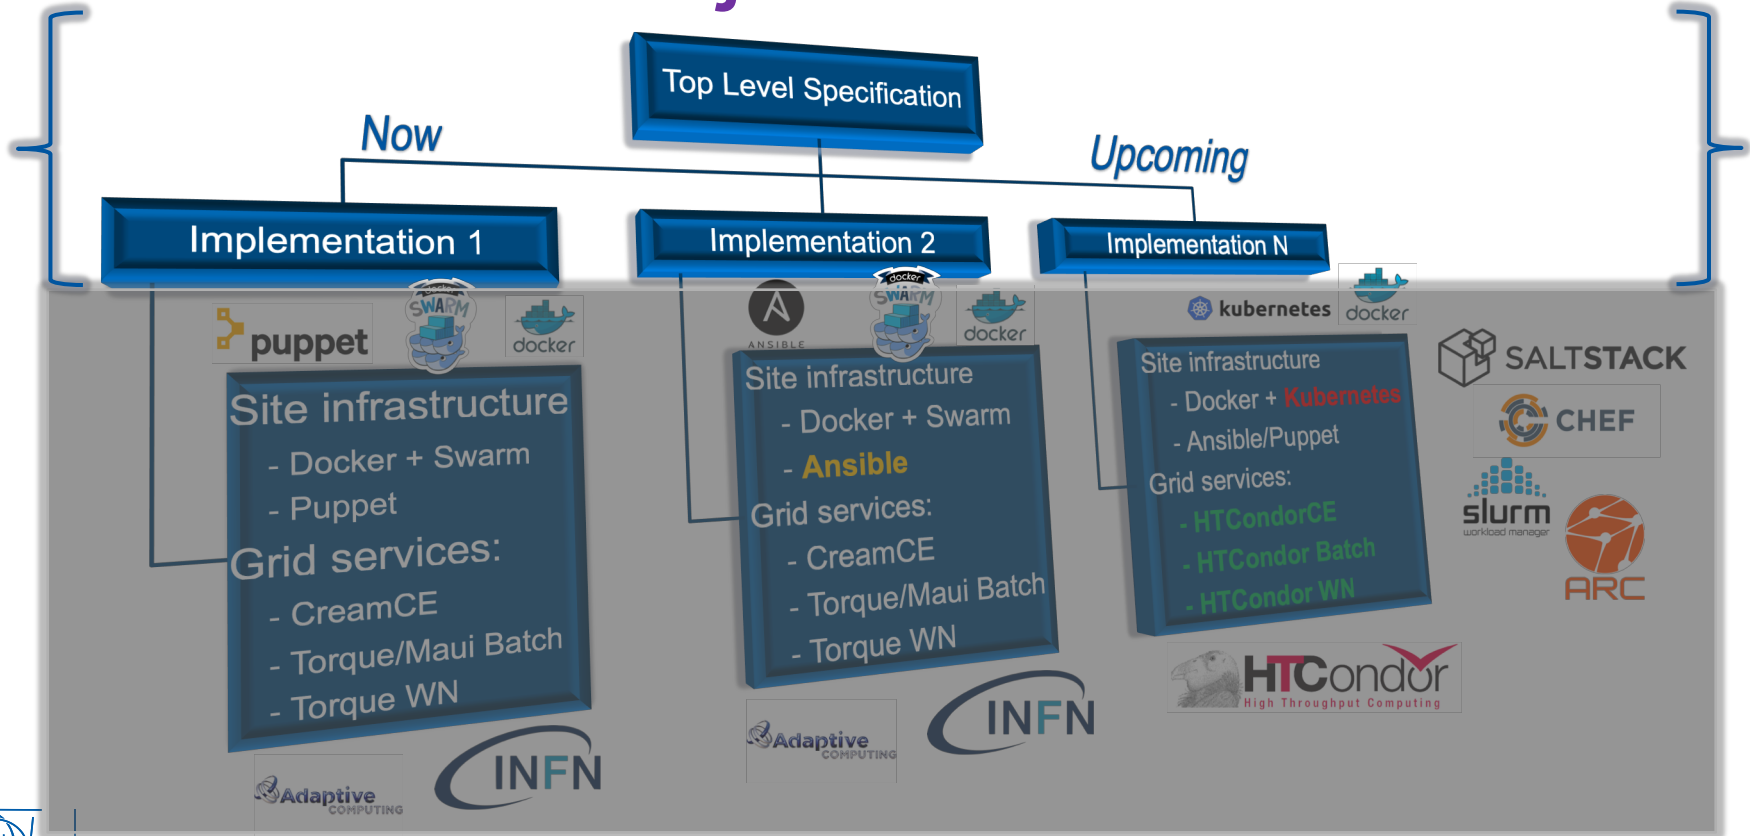 Top Level Specification
Now
Upcoming
Implementation 1
Implementation 2
Implementation N
puppet
docker
SWARM
docker
ANSIBLE
docker
SWARM
docker
kubernetes
docker
Site infrastructure
- Docker + Swarm
- Puppet
Grid services:
- CreamCE
- Torque/Maui Batch
- Torque WN
Site infrastructure
- Docker + Swarm
- Ansible
Grid services:
- CreamCE
- Torque/Maui Batch
- Torque WN
Site infrastructure
- Docker + Kubernetes
- Ansible/Puppet
Grid services:
- HTCondorCE
- HTCondor Batch
- HTCondor WN
SALTSTACK
CHEF
slurm
workload manager
ARC
Adaptive
COMPUTING
INFN
Adaptive
COMPUTING
INFN
HTCondor
High Throughput Computing